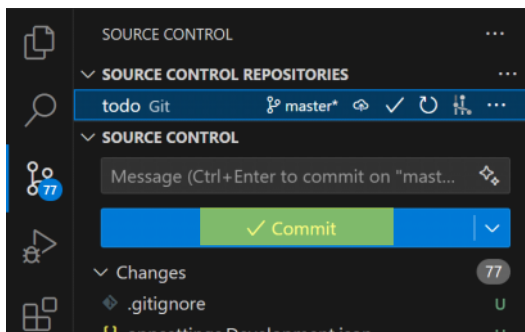 SOURCE CONTROL
SOURCE CONTROL REPOSITORIES
todo Git master*
SOURCE CONTROL
Message (Ctrl+Enter to commit on "mast...
77
Commit
Changes 77
.gitignore U